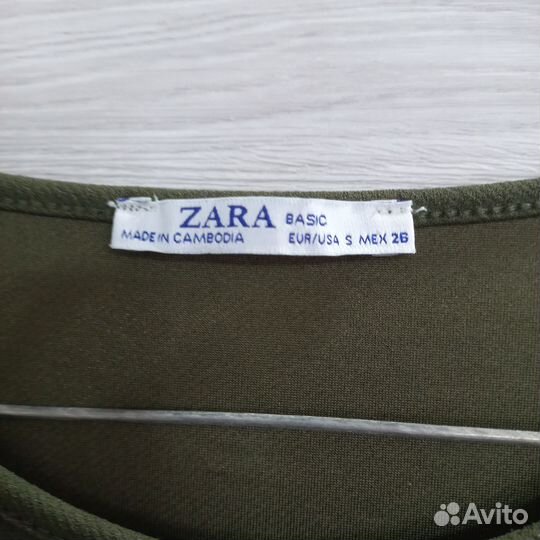 ZARA BASIC
MADE IN CAMBODIA EUR/USA S MEX 26
Avito